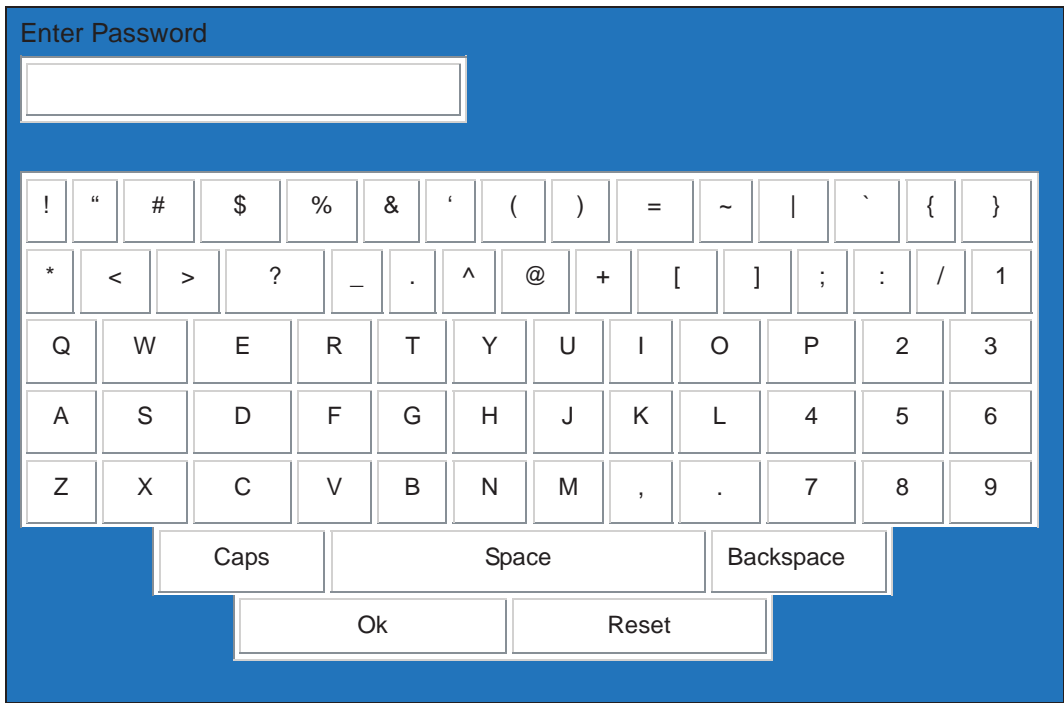 Enter Password
! “ # $ % & ‘ ( ) = ~ | ` { }
* < > ? _ . ^ @ + [ ] ; : / 1
Q W E R T Y U I O P 2 3
A S D F G H J K L 4 5 6
Z X C V B N M , . 7 8 9
Caps Space Backspace
Ok Reset